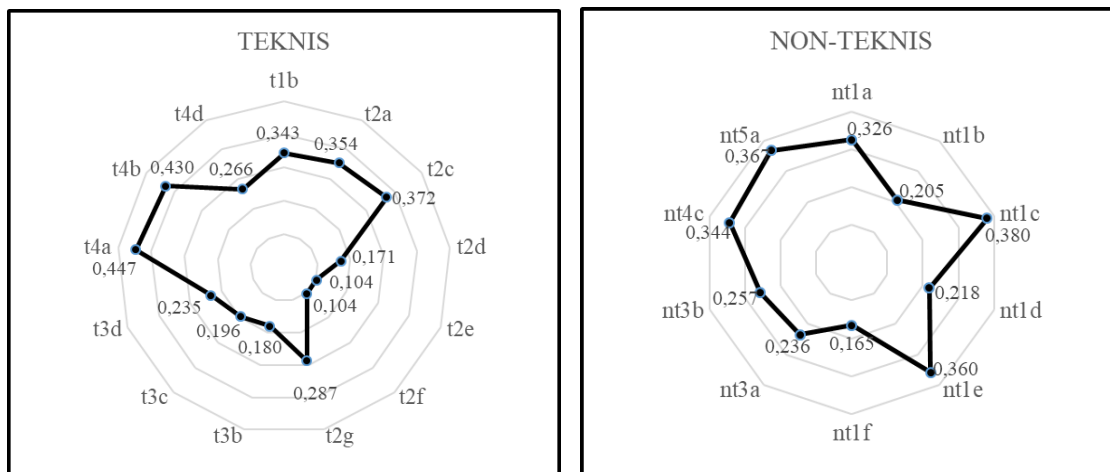 TEKNIS
t1b
t2a
t2c
t2d
t2e
t2f
t2g
t3b
t3c
t3d
t4a
t4b
t4d
0,343
0,354
0,372
0,171
0,104
0,104
0,287
0,180
0,196
0,235
0,447
0,430
0,266
NON-TEKNIS
nt1a
nt1b
nt1c
nt1d
nt1e
nt1f
nt3a
nt3b
nt4c
nt5a
0,326
0,205
0,380
0,218
0,360
0,165
0,236
0,257
0,344
0,367